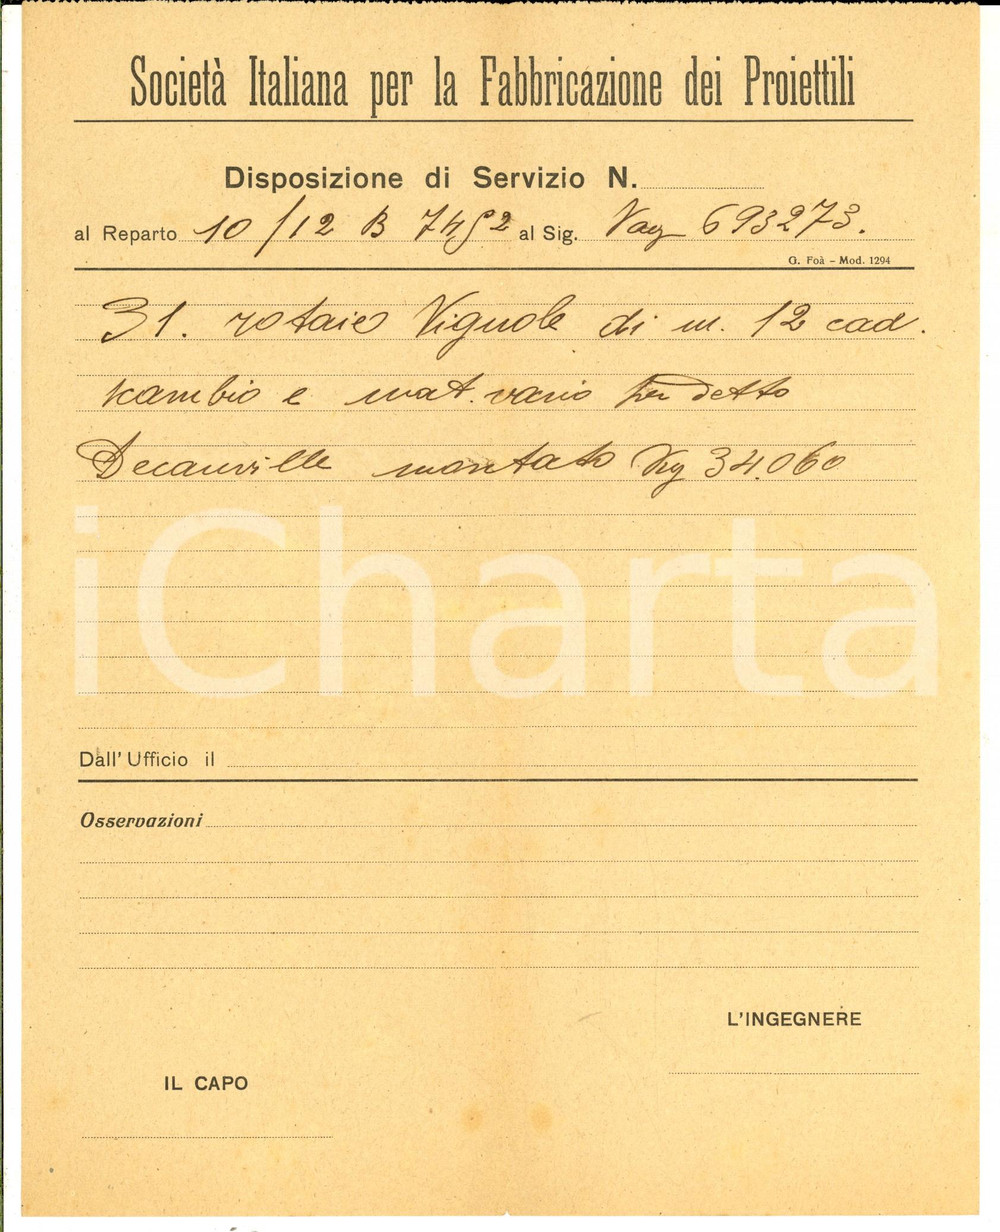 Società Italiana per la Fabbricazione dei Proiettili
Disposizione di Servizio N.
al Reparto 10/12 B 7452 al Sig. Vag 693273.
G. Foà - Mod. 1294
31. rotaie Vignole di m. 12 cad.
scambio e mat. vario per detto
Decauville montato Kg 34.060
iCharta
Dall' Ufficio il
Osservazioni
L'INGEGNERE
IL CAPO